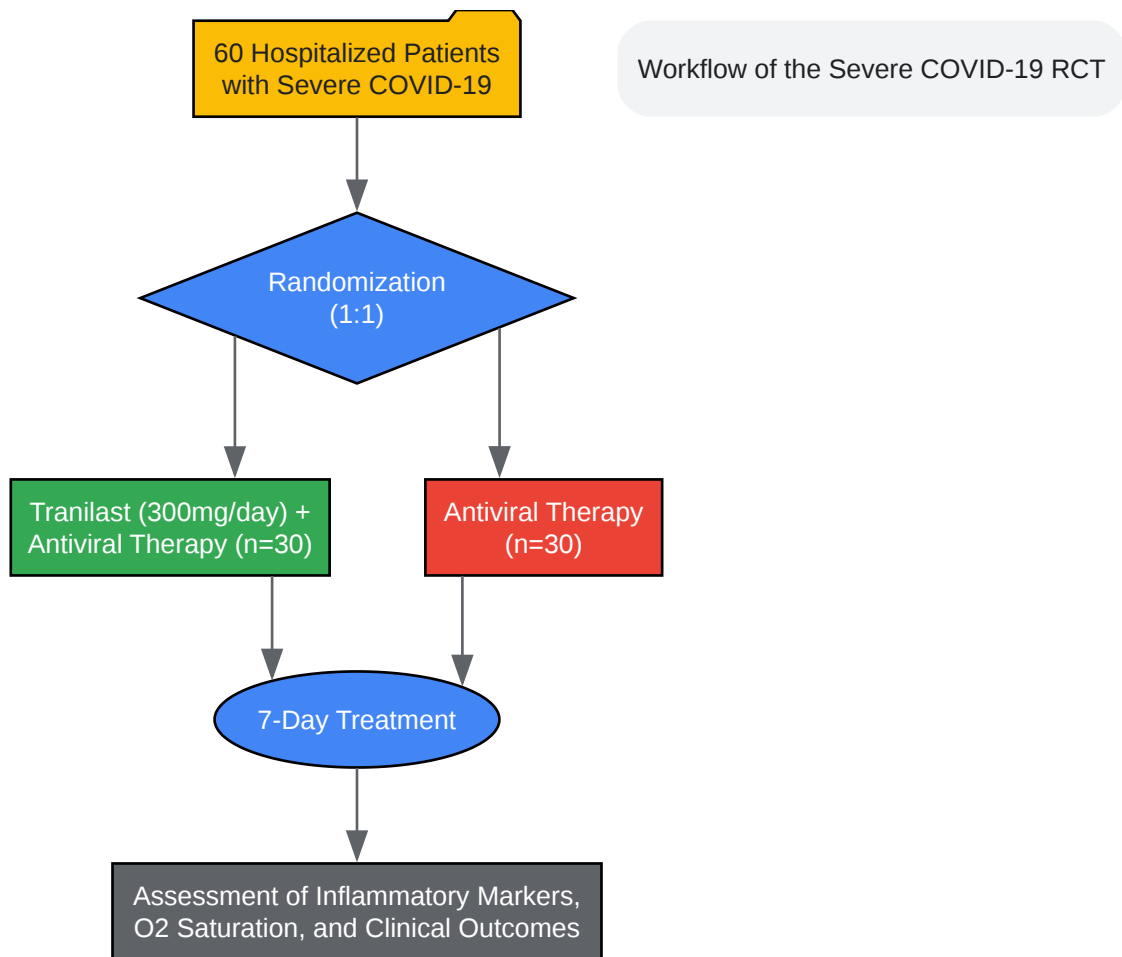 60 Hospitalized Patients
with Severe COVID-19
Workflow of the Severe COVID-19 RCT
Randomization
(1:1)
Tranilast (300mg/day) +
Antiviral Therapy (n=30)
Antiviral Therapy
(n=30)
7-Day Treatment
Assessment of Inflammatory Markers,
O2 Saturation, and Clinical Outcomes